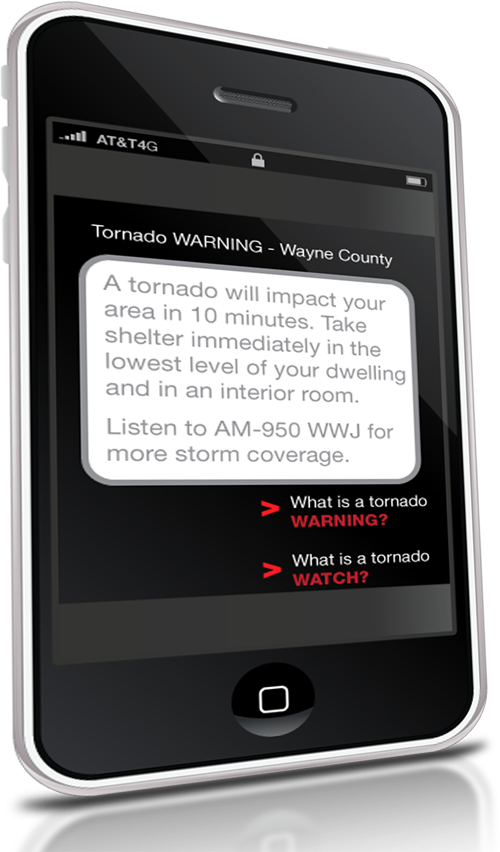 AT&T4G
Tornado WARNING - Wayne County
A tornado will impact your
area in 10 minutes. Take
shelter immediately in the
lowest level of your dwelling
and in an interior room.
Listen to AM-950 WWJ for
more storm coverage.
> What is a tornado
WARNING?
> What is a tornado
WATCH?